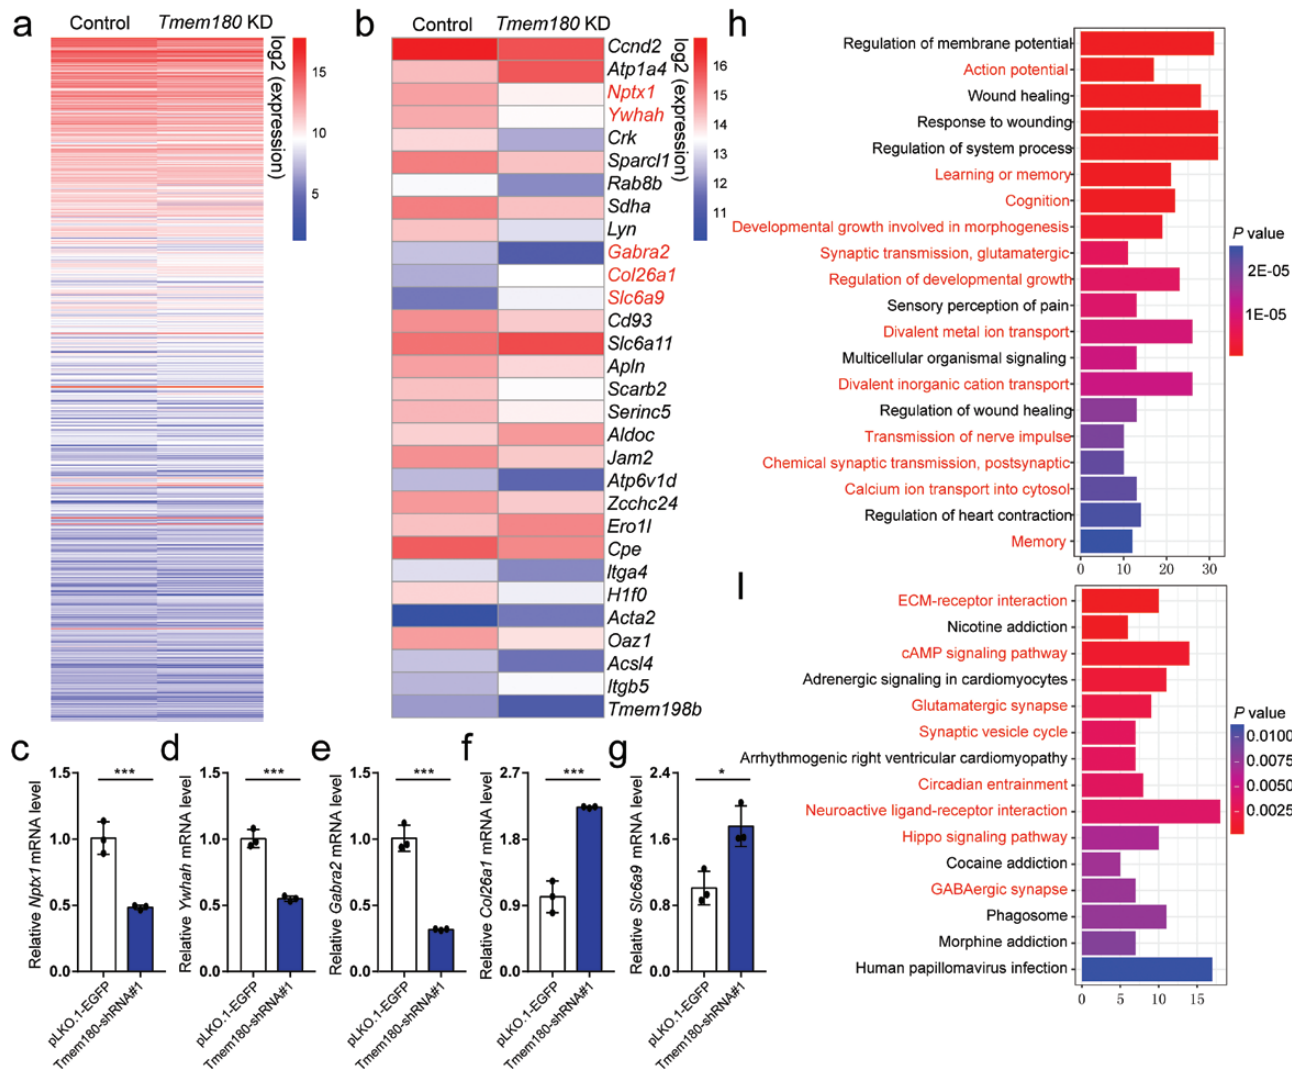 a
Control
Tmem180 KD
log2 (expression)
15
10
5
b
Control
Tmem180 KD
log2 (expression)
16
15
14
13
12
11
Ccnd2
Atp1a4
Nptx1
Ywhah
Crk
Sparcl1
Rab8b
Sdha
Lyn
Gabra2
Col26a1
Slc6a9
Cd93
Slc6a11
Apln
Scarb2
Serinc5
Aldoc
Jam2
Atp6v1d
Zcchc24
Ero1l
Cpe
Itga4
H1f0
Acta2
Oaz1
Acsl4
Itgb5
Tmem198b
c
Relative Nptx1 mRNA level
1.5
1.0
0.5
0.0
***
pLKO.1-EGFP
Tmem180-shRNA#1
d
Relative Ywhah mRNA level
1.5
1.0
0.5
0.0
***
pLKO.1-EGFP
Tmem180-shRNA#1
e
Relative Gabra2 mRNA level
1.5
1.0
0.5
0.0
***
pLKO.1-EGFP
Tmem180-shRNA#1
f
Relative Col26a1 mRNA level
2.7
1.8
0.9
0.0
***
pLKO.1-EGFP
Tmem180-shRNA#1
g
Relative Slc6a9 mRNA level
2.4
1.6
0.8
0.0
*
pLKO.1-EGFP
Tmem180-shRNA#1
h
Regulation of membrane potential
Action potential
Wound healing
Response to wounding
Regulation of system process
Learning or memory
Cognition
Developmental growth involved in morphogenesis
Synaptic transmission, glutamatergic
Regulation of developmental growth
Sensory perception of pain
Divalent metal ion transport
Multicellular organismal signaling
Divalent inorganic cation transport
Regulation of wound healing
Transmission of nerve impulse
Chemical synaptic transmission, postsynaptic
Calcium ion transport into cytosol
Regulation of heart contraction
Memory
0 10 20 30
P value
2E-05
1E-05
I
ECM-receptor interaction
Nicotine addiction
cAMP signaling pathway
Adrenergic signaling in cardiomyocytes
Glutamatergic synapse
Synaptic vesicle cycle
Arrhythmogenic right ventricular cardiomyopathy
Circadian entrainment
Neuroactive ligand-receptor interaction
Hippo signaling pathway
Cocaine addiction
GABAergic synapse
Phagosome
Morphine addiction
Human papillomavirus infection
0 5 10 15
P value
0.0100
0.0075
0.0050
0.0025